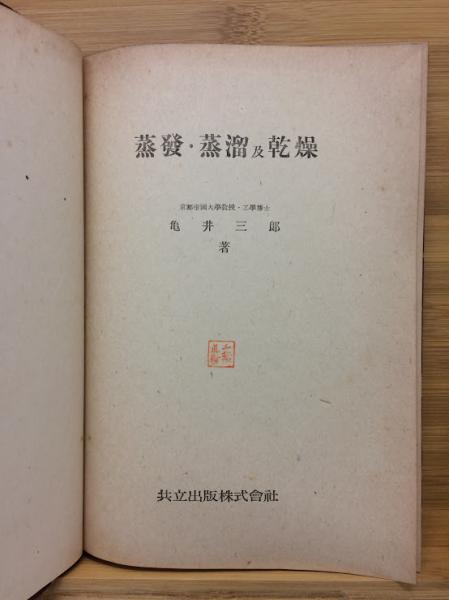 蒸發・蒸溜及乾燥
京都帝國大學敎授・工學博士
亀井三郎
著
共立出版株式會社